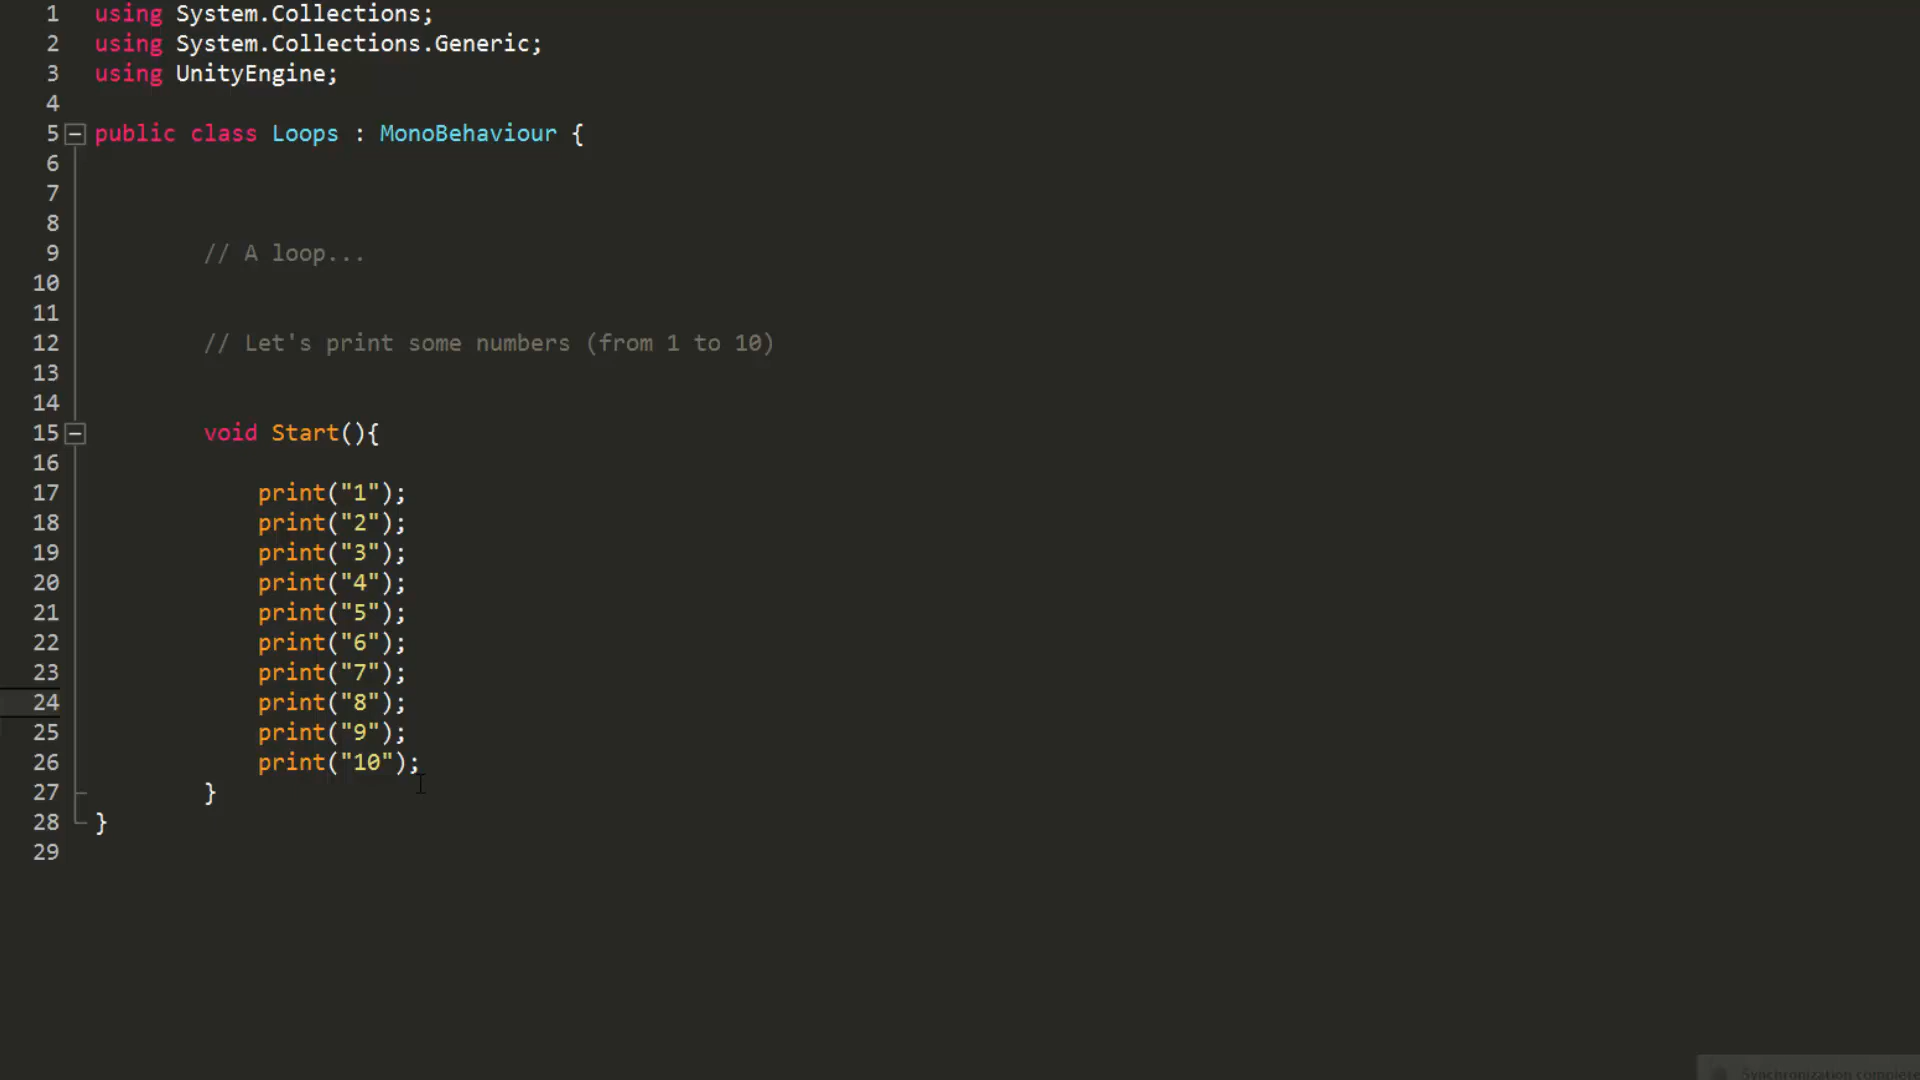 1 using System.Collections;
2 using System.Collections.Generic;
3 using UnityEngine;
4
5 public class Loops : MonoBehaviour {
6
7
8
9 // A loop...
10
11
12 // Let's print some numbers (from 1 to 10)
13
14
15 void Start(){
16
17 print("1");
18 print("2");
19 print("3");
20 print("4");
21 print("5");
22 print("6");
23 print("7");
24 print("8");
25 print("9");
26 print("10");
27 }
28 }
29
Synchronization complete